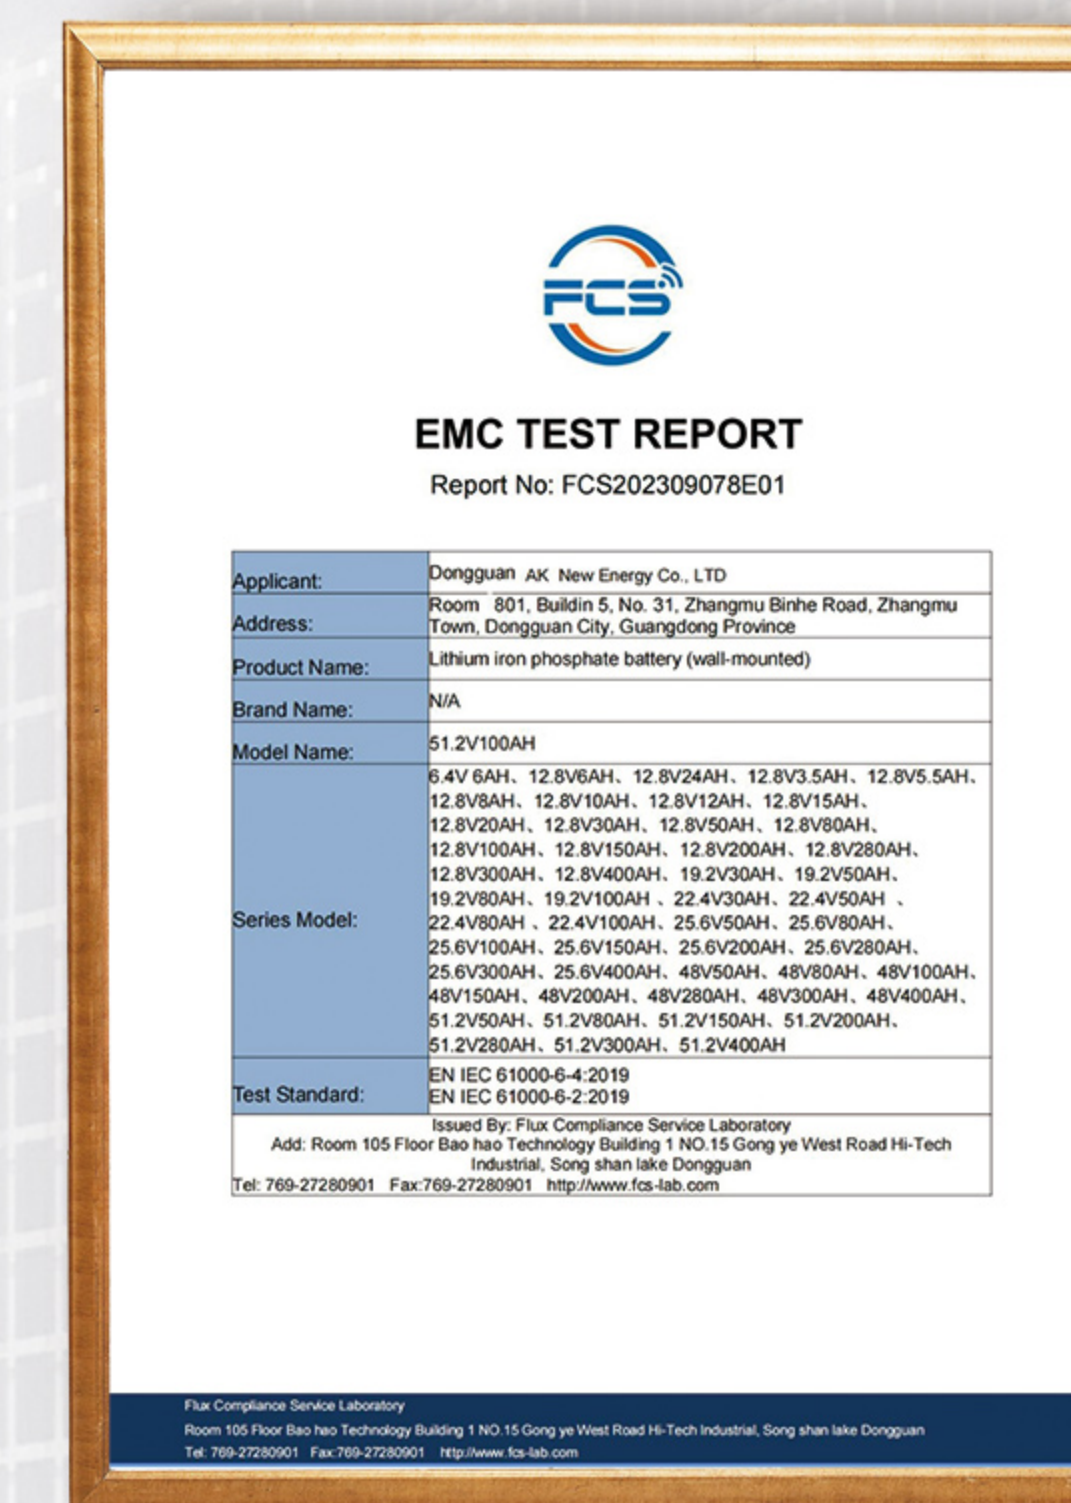 FCS
EMC TEST REPORT
Report No: FCS202309078E01
Applicant: Dongguan AK New Energy Co., LTD
Address: Room 801, Buildin 5, No. 31, Zhangmu Binhe Road, Zhangmu
Town, Dongguan City, Guangdong Province
Product Name: Lithium iron phosphate battery (wall-mounted)
Brand Name: N/A
Model Name: 51.2V100AH
Series Model:
6.4V 6AH、12.8V6AH、12.8V24AH、12.8V3.5AH、12.8V5.5AH、
12.8V8AH、12.8V10AH、12.8V12AH、12.8V15AH、
12.8V20AH、12.8V30AH、12.8V50AH、12.8V80AH、
12.8V100AH、12.8V150AH、12.8V200AH、12.8V280AH、
12.8V300AH、12.8V400AH、19.2V30AH、19.2V50AH、
19.2V80AH、19.2V100AH 、22.4V30AH、22.4V50AH 、
22.4V80AH 、22.4V100AH、25.6V50AH、25.6V80AH、
25.6V100AH、25.6V150AH、25.6V200AH、25.6V280AH、
25.6V300AH、25.6V400AH、48V50AH、48V80AH、48V100AH、
48V150AH、48V200AH、48V280AH、48V300AH、48V400AH、
51.2V50AH、51.2V80AH、51.2V150AH、51.2V200AH、
51.2V280AH、51.2V300AH、51.2V400AH
Test Standard: EN IEC 61000-6-4:2019
EN IEC 61000-6-2:2019
Issued By: Flux Compliance Service Laboratory
Add: Room 105 Floor Bao hao Technology Building 1 NO.15 Gong ye West Road Hi-Tech
Industrial, Song shan lake Dongguan
Tel: 769-27280901 Fax:769-27280901 http://www.fcs-lab.com
Flux Compliance Service Laboratory
Room 105 Floor Bao hao Technology Building 1 NO.15 Gong ye West Road Hi-Tech Industrial, Song shan lake Dongguan
Tel: 769-27280901 Fax:769-27280901 http://www.fcs-lab.com